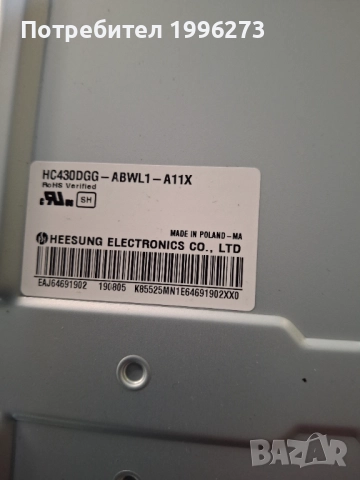 Потребител 1996273
HC430DGG-ABWL1-A11X
RoHS Verified
SH
MADE IN POLAND-MA
HEESUNG ELECTRONICS CO., LTD
EAJ64691902 190805 K85525MN1E64691902XX0
BAZAR